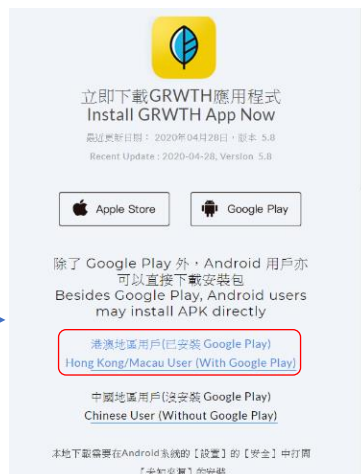 立即下載GRWTH應用程式
Install GRWTH App Now
最近更新日期： 2020年04月28日，版本 5.8
Recent Update : 2020-04-28, Version 5.8
Apple Store
Google Play
除了 Google Play 外，Android 用戶亦
可以直接下載安裝包
Besides Google Play, Android users
may install APK directly
港澳地區用戶(已安裝 Google Play)
Hong Kong/Macau User (With Google Play)
中國地區用戶(沒安裝 Google Play)
Chinese User (Without Google Play)
本地下載需要在Android系統的【設置】的【安全】中打開
【未知來源】的安裝